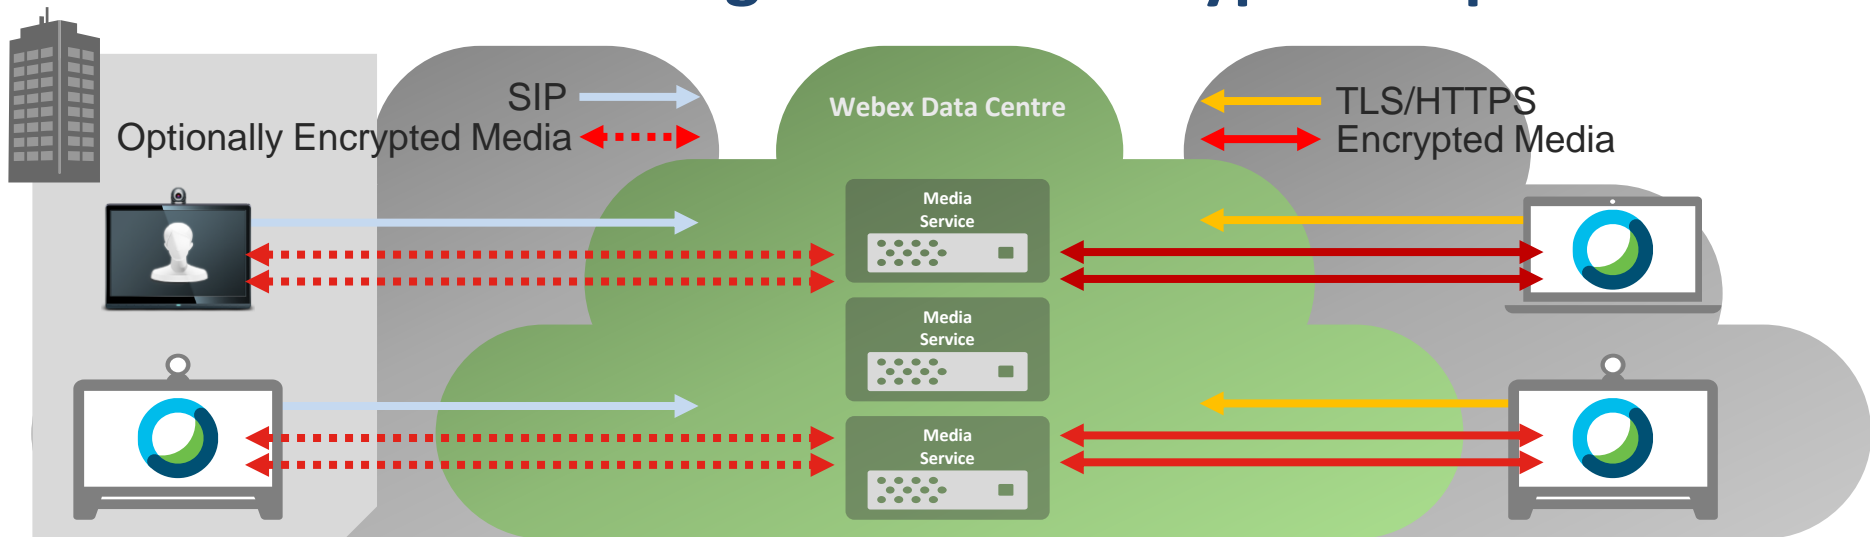 SIP
Optionally Encrypted Media
Webex Data Centre
TLS/HTTPS
Encrypted Media
Media
Service
Media
Service
Media
Service